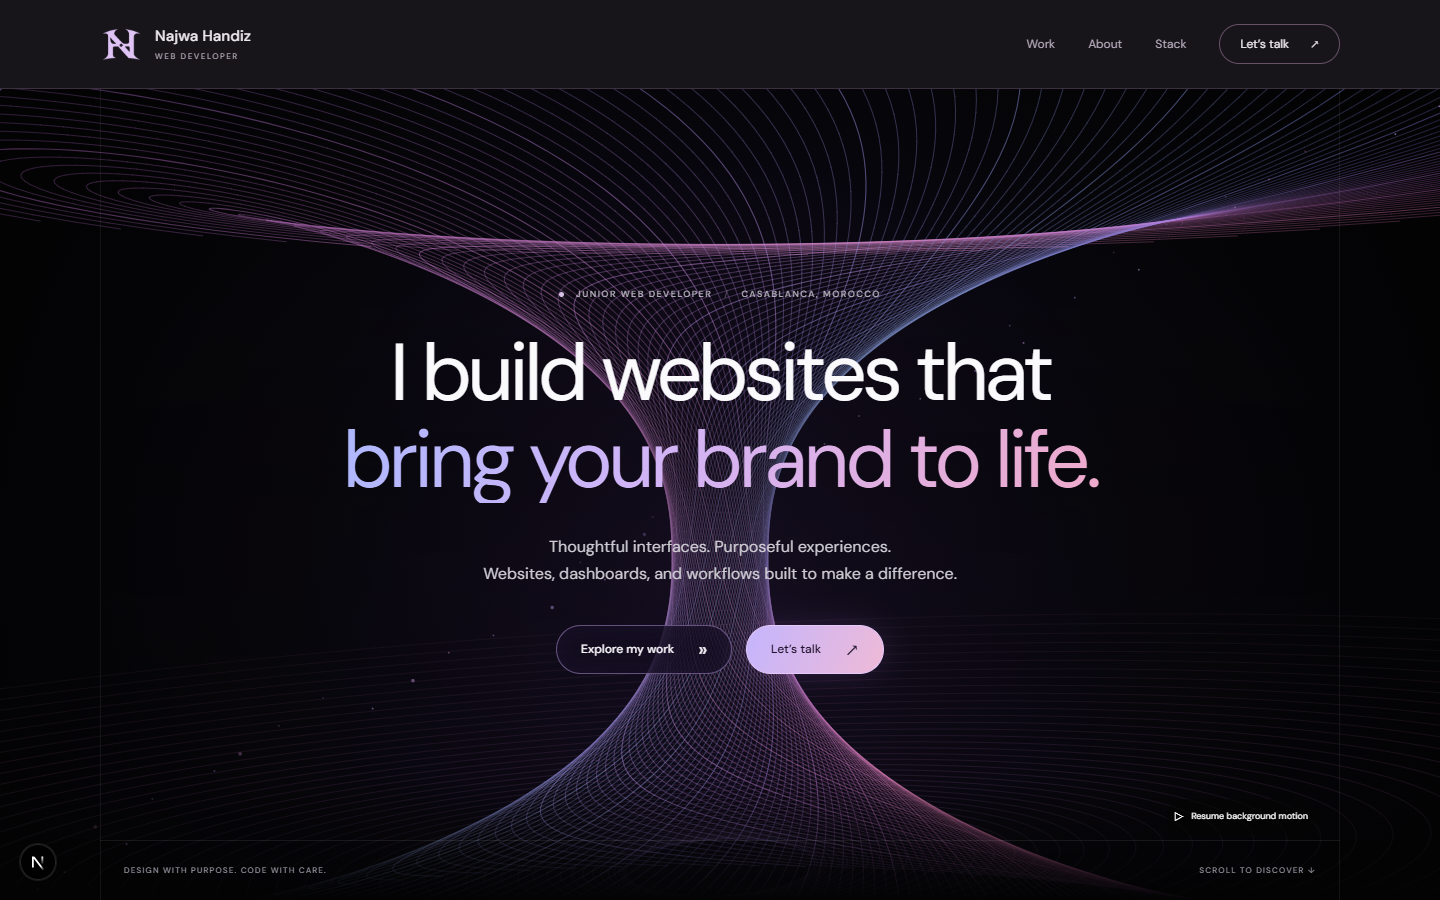 N Najwa Handiz
WEB DEVELOPER
Work About Stack Let's talk ↗
JUNIOR WEB DEVELOPER / CASABLANCA, MOROCCO
I build websites that
bring your brand to life.
Thoughtful interfaces. Purposeful experiences.
Websites, dashboards, and workflows built to make a difference.
Explore my work » Let's talk ↗
Resume background motion
N
DESIGN WITH PURPOSE. CODE WITH CARE. SCROLL TO DISCOVER ↓